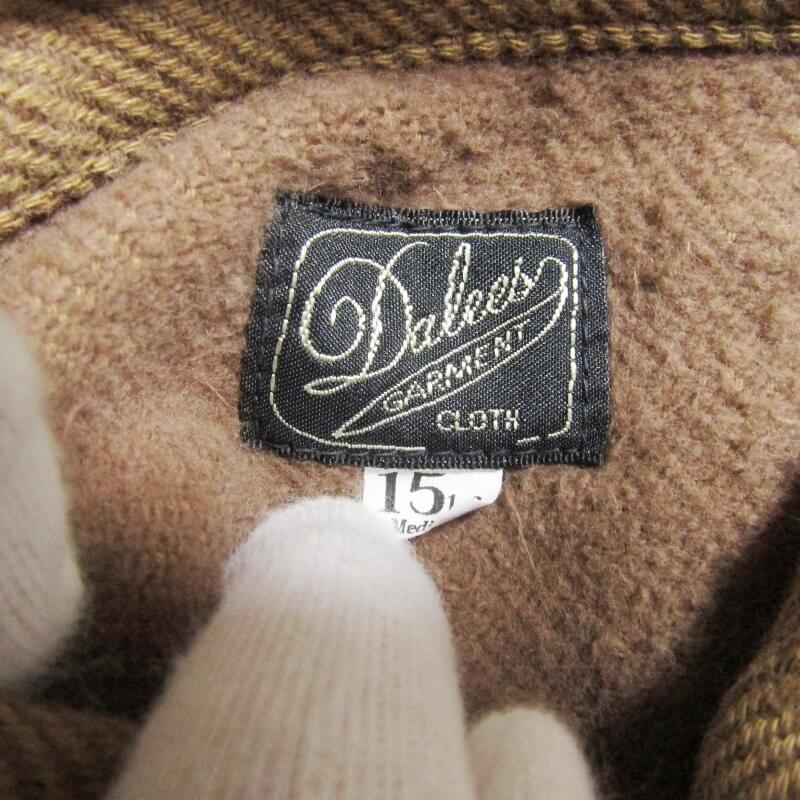 Dalee's
GARMENT
CLOTH
15